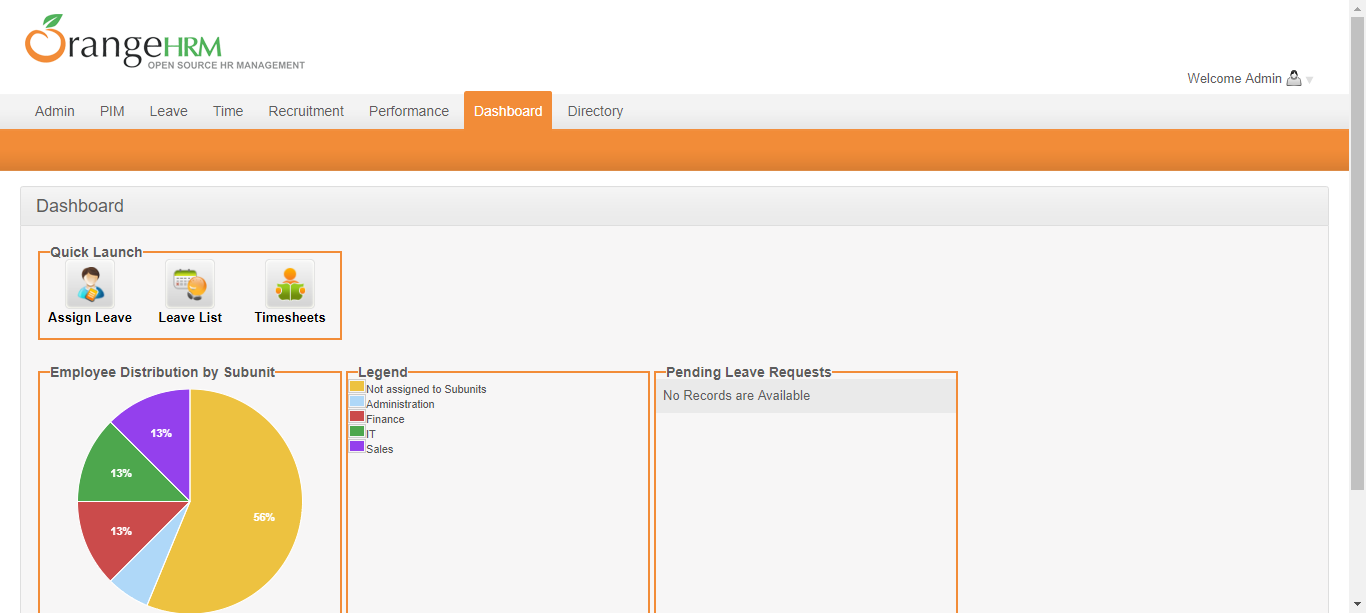 OrangeHRM
OPEN SOURCE HR MANAGEMENT
Welcome Admin
Admin PIM Leave Time Recruitment Performance Dashboard Directory
Dashboard
Quick Launch
Assign Leave Leave List Timesheets
Employee Distribution by Subunit
13%
13%
13%
56%
Legend
Not assigned to Subunits
Administration
Finance
IT
Sales
Pending Leave Requests
No Records are Available